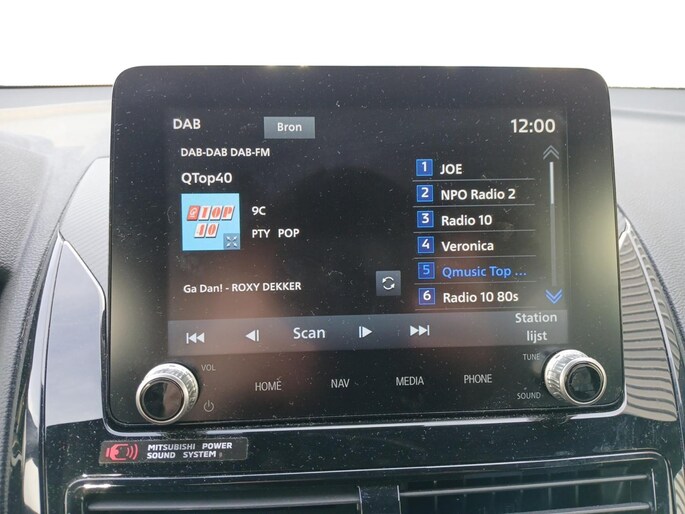 DAB
Bron
12:00
DAB-DAB DAB-FM
QTop40
TOP
40
9C
PTY POP
Ga Dan! - ROXY DEKKER
1 JOE
2 NPO Radio 2
3 Radio 10
4 Veronica
5 Qmusic Top ...
6 Radio 10 80s
Scan
Station
lijst
VOL
HOME
NAV
MEDIA
PHONE
TUNE
SOUND
MITSUBISHI POWER
SOUND SYSTEM